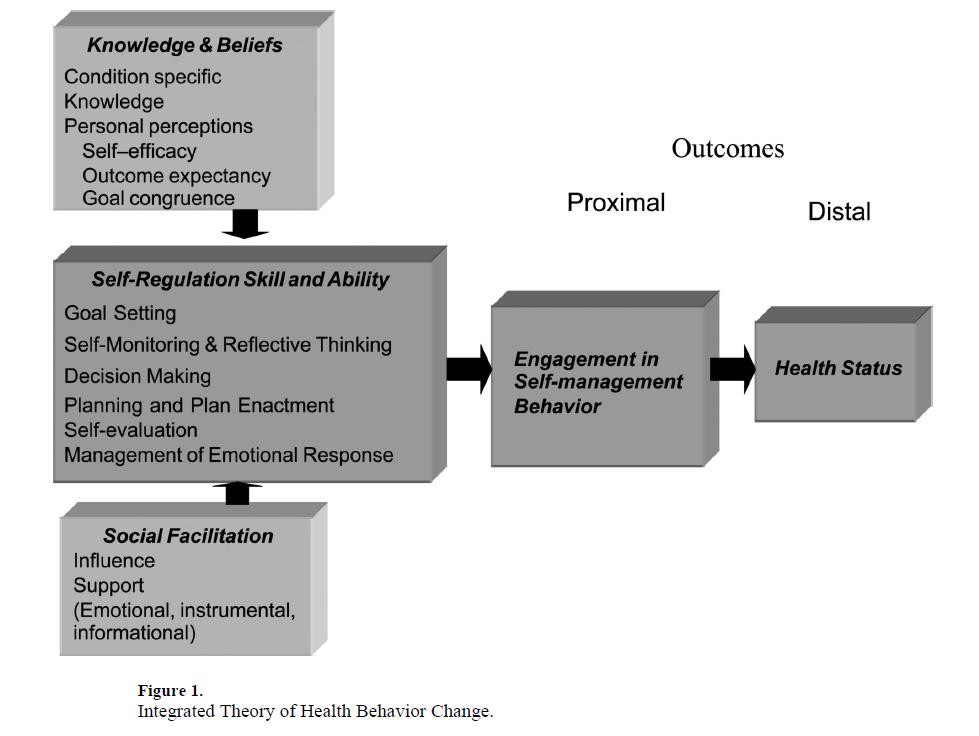 Knowledge & Beliefs
Condition specific
Knowledge
Personal perceptions
Self–efficacy
Outcome expectancy
Goal congruence
Outcomes
Proximal
Distal
Self-Regulation Skill and Ability
Goal Setting
Self-Monitoring & Reflective Thinking
Decision Making
Planning and Plan Enactment
Self-evaluation
Management of Emotional Response
Engagement in
Self-management
Behavior
Health Status
Social Facilitation
Influence
Support
(Emotional, instrumental,
informational)
Figure 1.
Integrated Theory of Health Behavior Change.